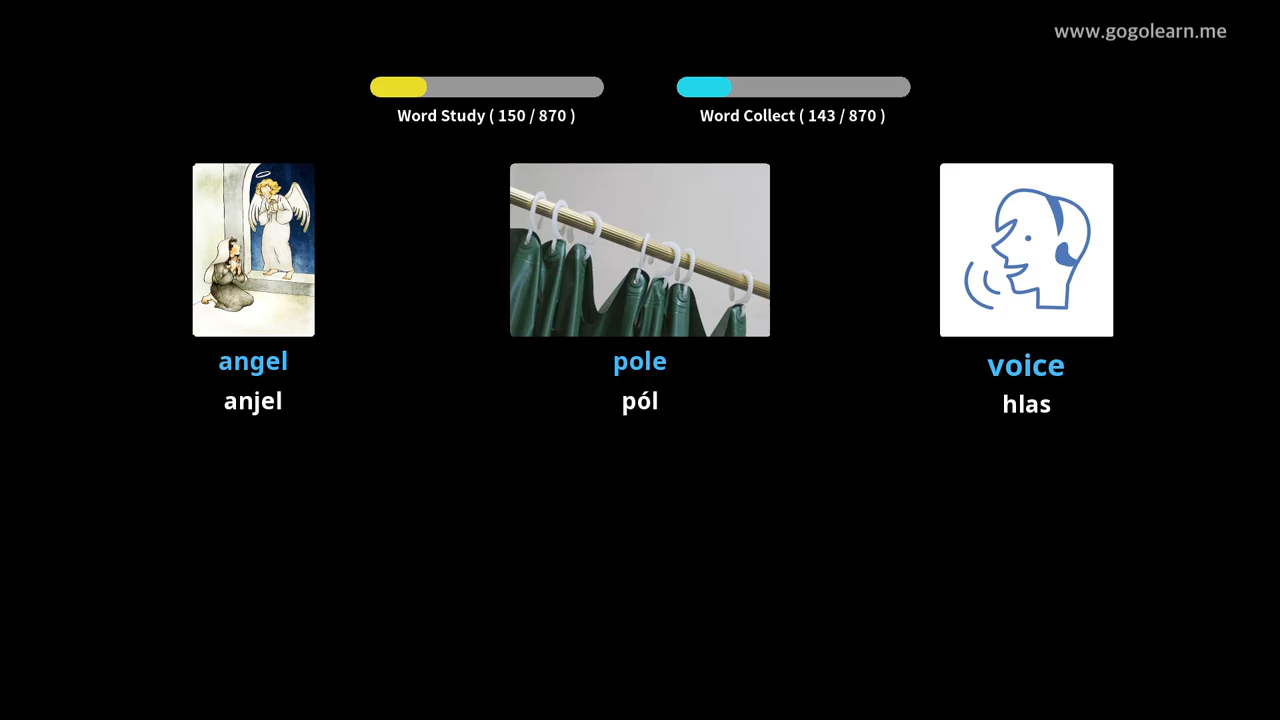 www.gogolearn.me
Word Study ( 150 / 870 )
Word Collect ( 143 / 870 )
angel
anjel
pole
pól
voice
hlas